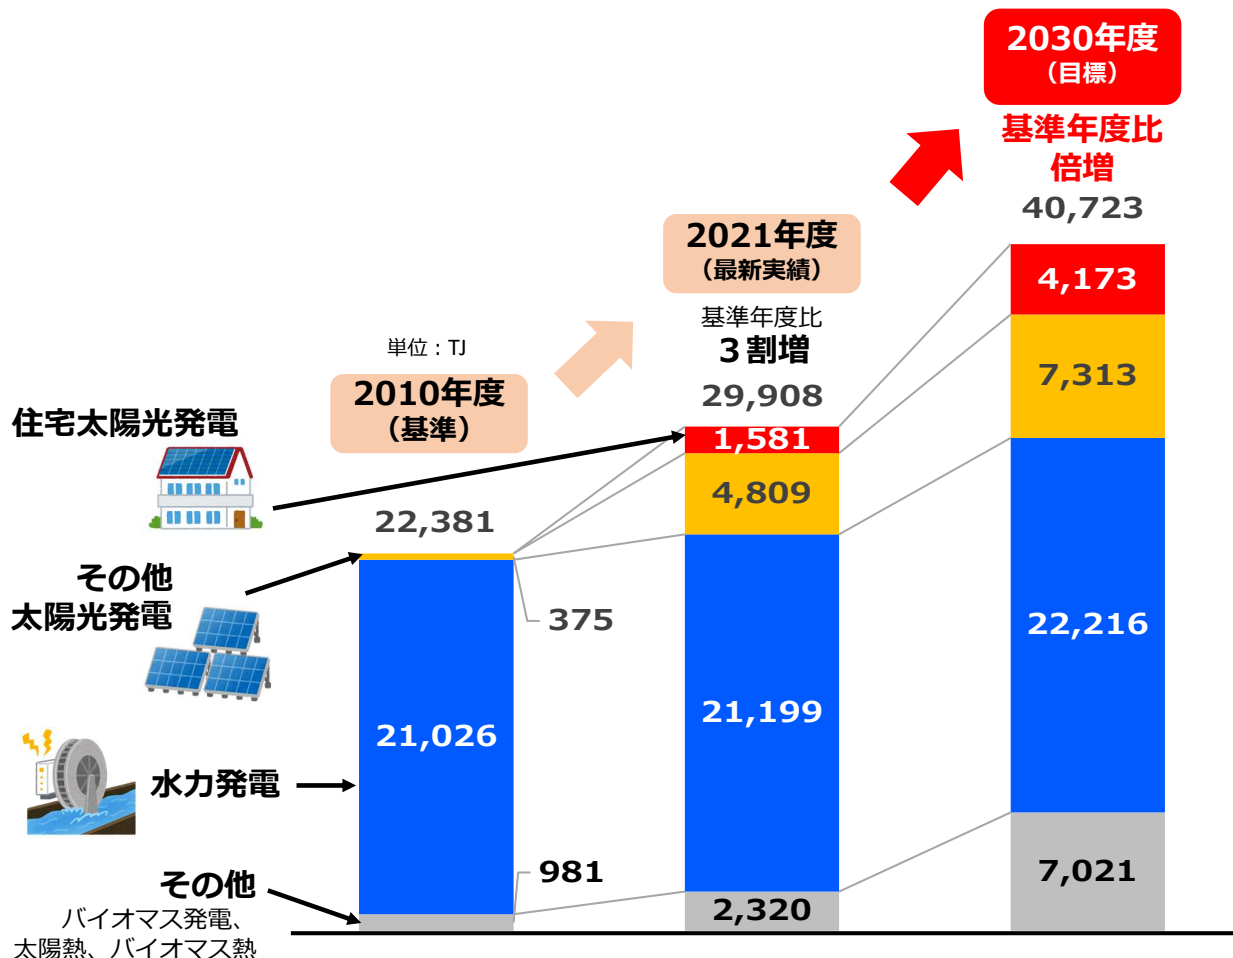 2030年度
（目標）
基準年度比
倍増
40,723
4,173
7,313
22,216
7,021
2021年度
（最新実績）
基準年度比
３割増
29,908
1,581
4,809
21,199
2,320
単位：TJ
2010年度
（基準）
22,381
375
21,026
981
住宅太陽光発電
その他
太陽光発電
水力発電
その他
バイオマス発電、
太陽熱、バイオマス熱